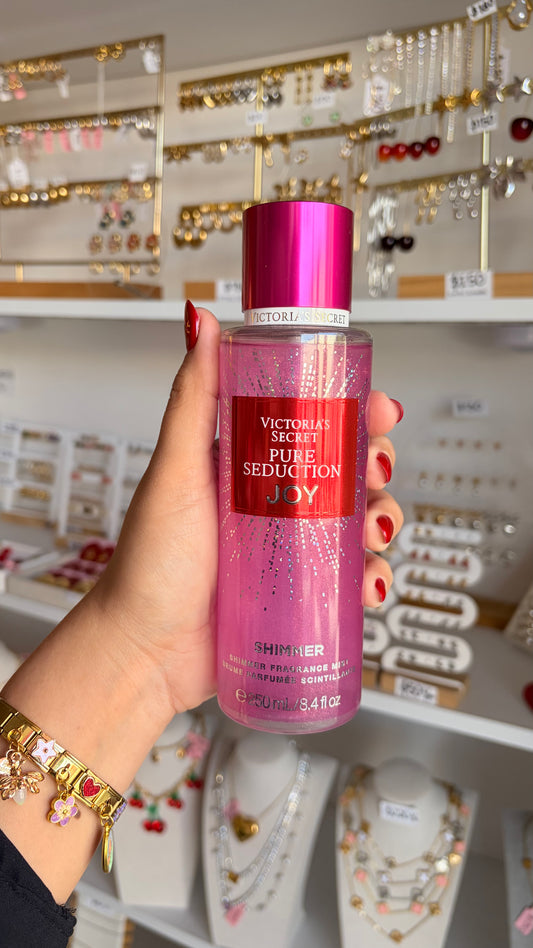 VICTORIA'S SECRET
VICTORIA'S
SECRET
PURE
SEDUCTION
JOY
SHIMMER
SHIMMER FRAGRANCE MIST
BRUME PARFUMÉE SCINTILLANTE
250 mL/8.4 fl oz